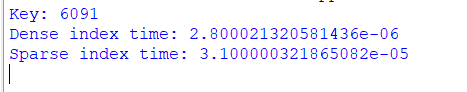 Key: 6091
Dense index time: 2.800021320581436e-06
Sparse index time: 3.100000321865082e-05